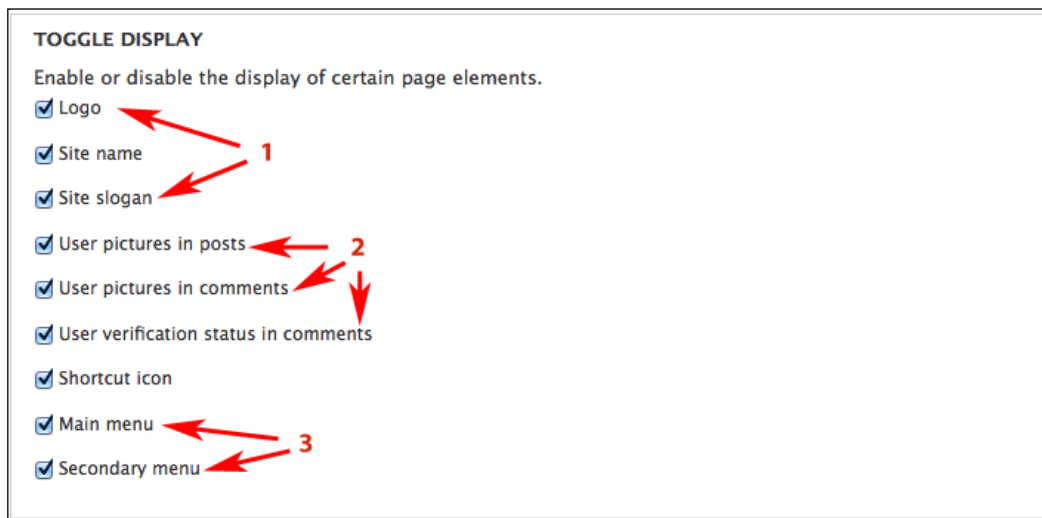 TOGGLE DISPLAY
Enable or disable the display of certain page elements.
Logo
1
Site name
Site slogan
User pictures in posts
2
User pictures in comments
User verification status in comments
Shortcut icon
Main menu
3
Secondary menu